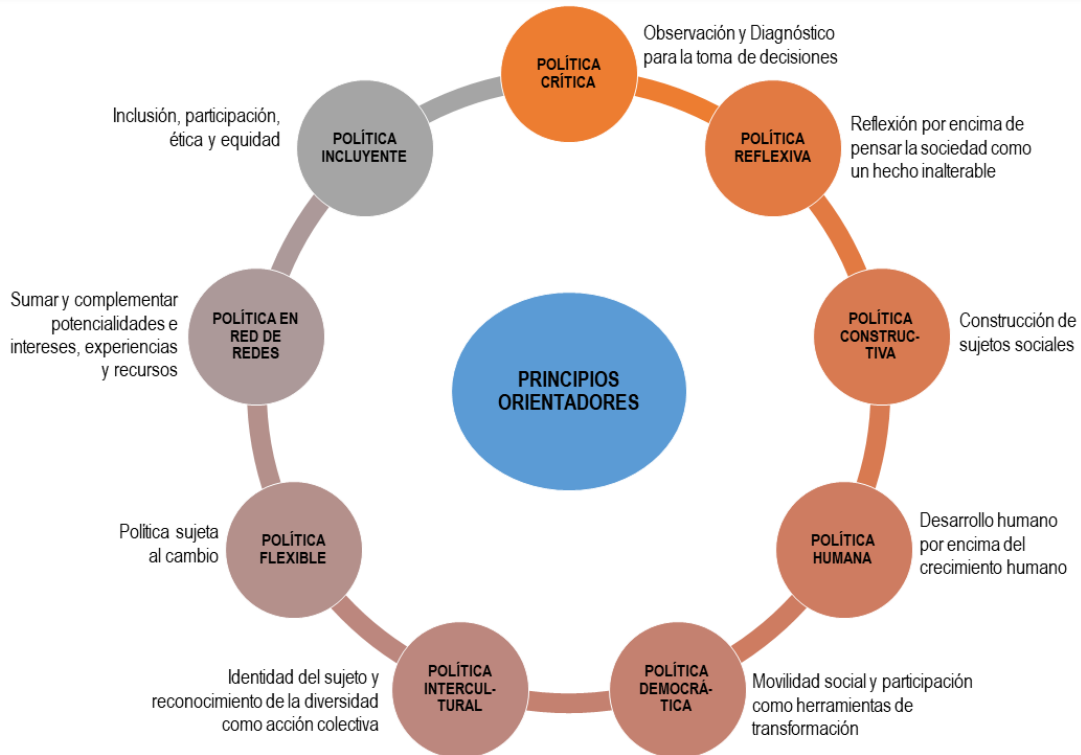 POLÍTICA
CRÍTICA
Observación y Diagnóstico
para la toma de decisiones
POLÍTICA
REFLEXIVA
Reflexión por encima de
pensar la sociedad como
un hecho inalterable
POLÍTICA
CONSTRUC-
TIVA
Construcción de
sujetos sociales
POLÍTICA
HUMANA
Desarrollo humano
por encima del
crecimiento humano
POLÍTICA
DEMOCRÁ-
TICA
Movilidad social y participación
como herramientas de
transformación
POLÍTICA
INTERCUL-
TURAL
Identidad del sujeto y
reconocimiento de la diversidad
como acción colectiva
POLÍTICA
FLEXIBLE
Política sujeta
al cambio
POLÍTICA EN
RED DE
REDES
Sumar y complementar
potencialidades e
intereses, experiencias
y recursos
POLÍTICA
INCLUYENTE
Inclusión, participación,
ética y equidad
PRINCIPIOS
ORIENTADORES